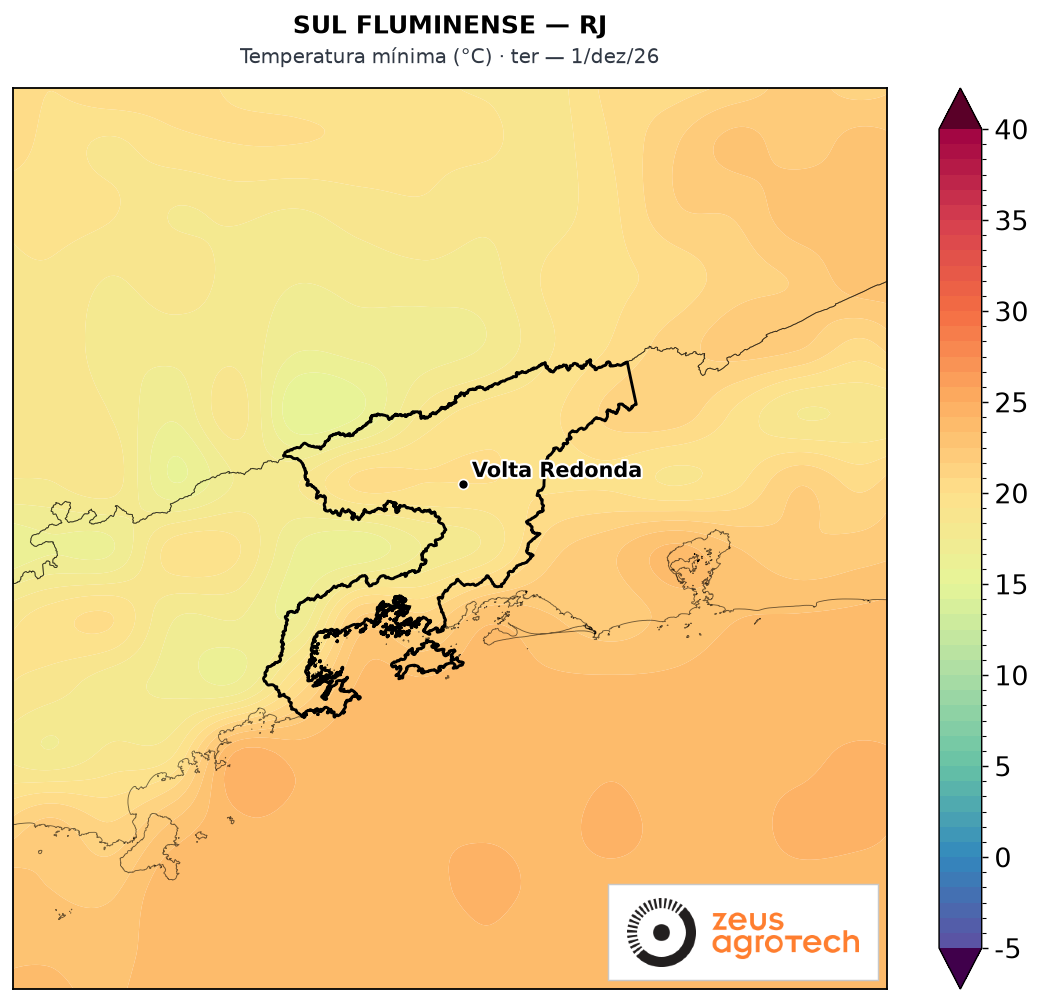 SUL FLUMINENSE — RJ
Temperatura mínima (°C) · ter — 1/dez/26
40
35
30
25
20
15
10
5
0
-5
Volta Redonda
zeus
agrotech